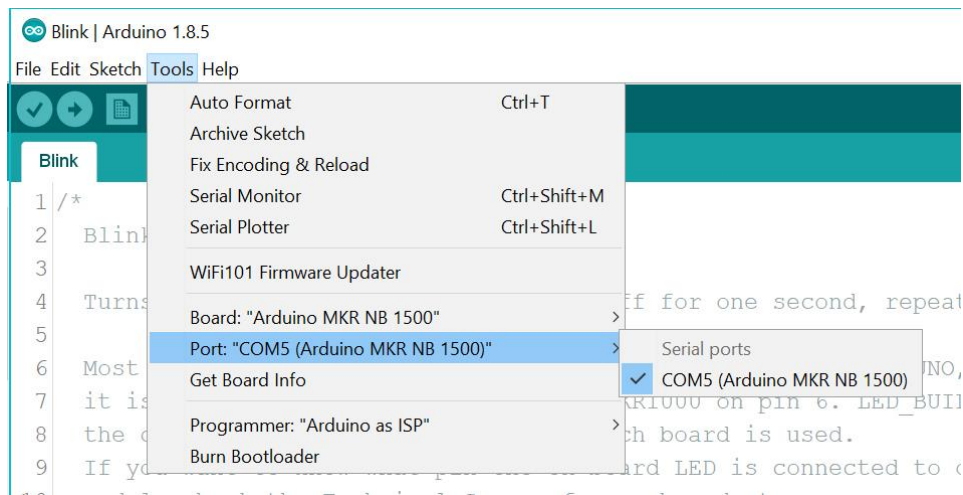 Blink | Arduino 1.8.5
File Edit Sketch Tools Help
Auto Format Ctrl+T
Archive Sketch
Fix Encoding & Reload
Serial Monitor Ctrl+Shift+M
Serial Plotter Ctrl+Shift+L
WiFi101 Firmware Updater
Board: "Arduino MKR NB 1500"
Port: "COM5 (Arduino MKR NB 1500)"
Get Board Info
Programmer: "Arduino as ISP"
Burn Bootloader
Serial ports
COM5 (Arduino MKR NB 1500)
Blink
1 /*
2 Blink
3
4 Turns ff for one second, repeat
5
6 Most NO,
7 it is KR1000 on pin 6. LED_BUI
8 the ch board is used.
9 If you ard LED is connected to